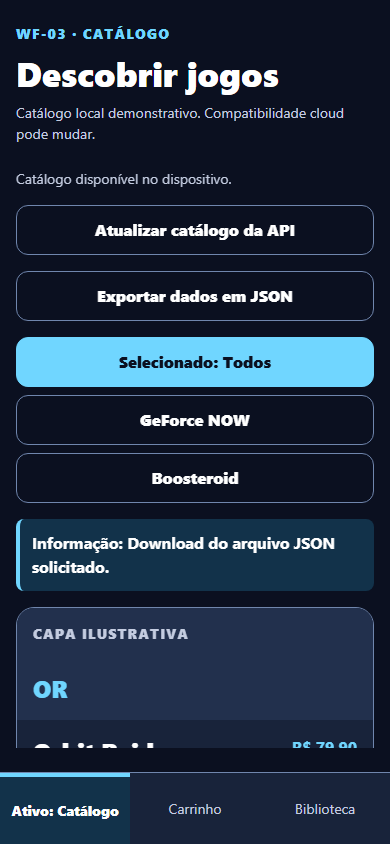 WF-03 • CATÁLOGO
Descobrir jogos
Catálogo local demonstrativo. Compatibilidade cloud
pode mudar.
Catálogo disponível no dispositivo.
Atualizar catálogo da API
Exportar dados em JSON
Selecionado: Todos
GeForce NOW
Boosteroid
Informação: Download do arquivo JSON
solicitado.
CAPA ILUSTRATIVA
OR
R$ 79,90
Ativo: Catálogo
Carrinho
Biblioteca